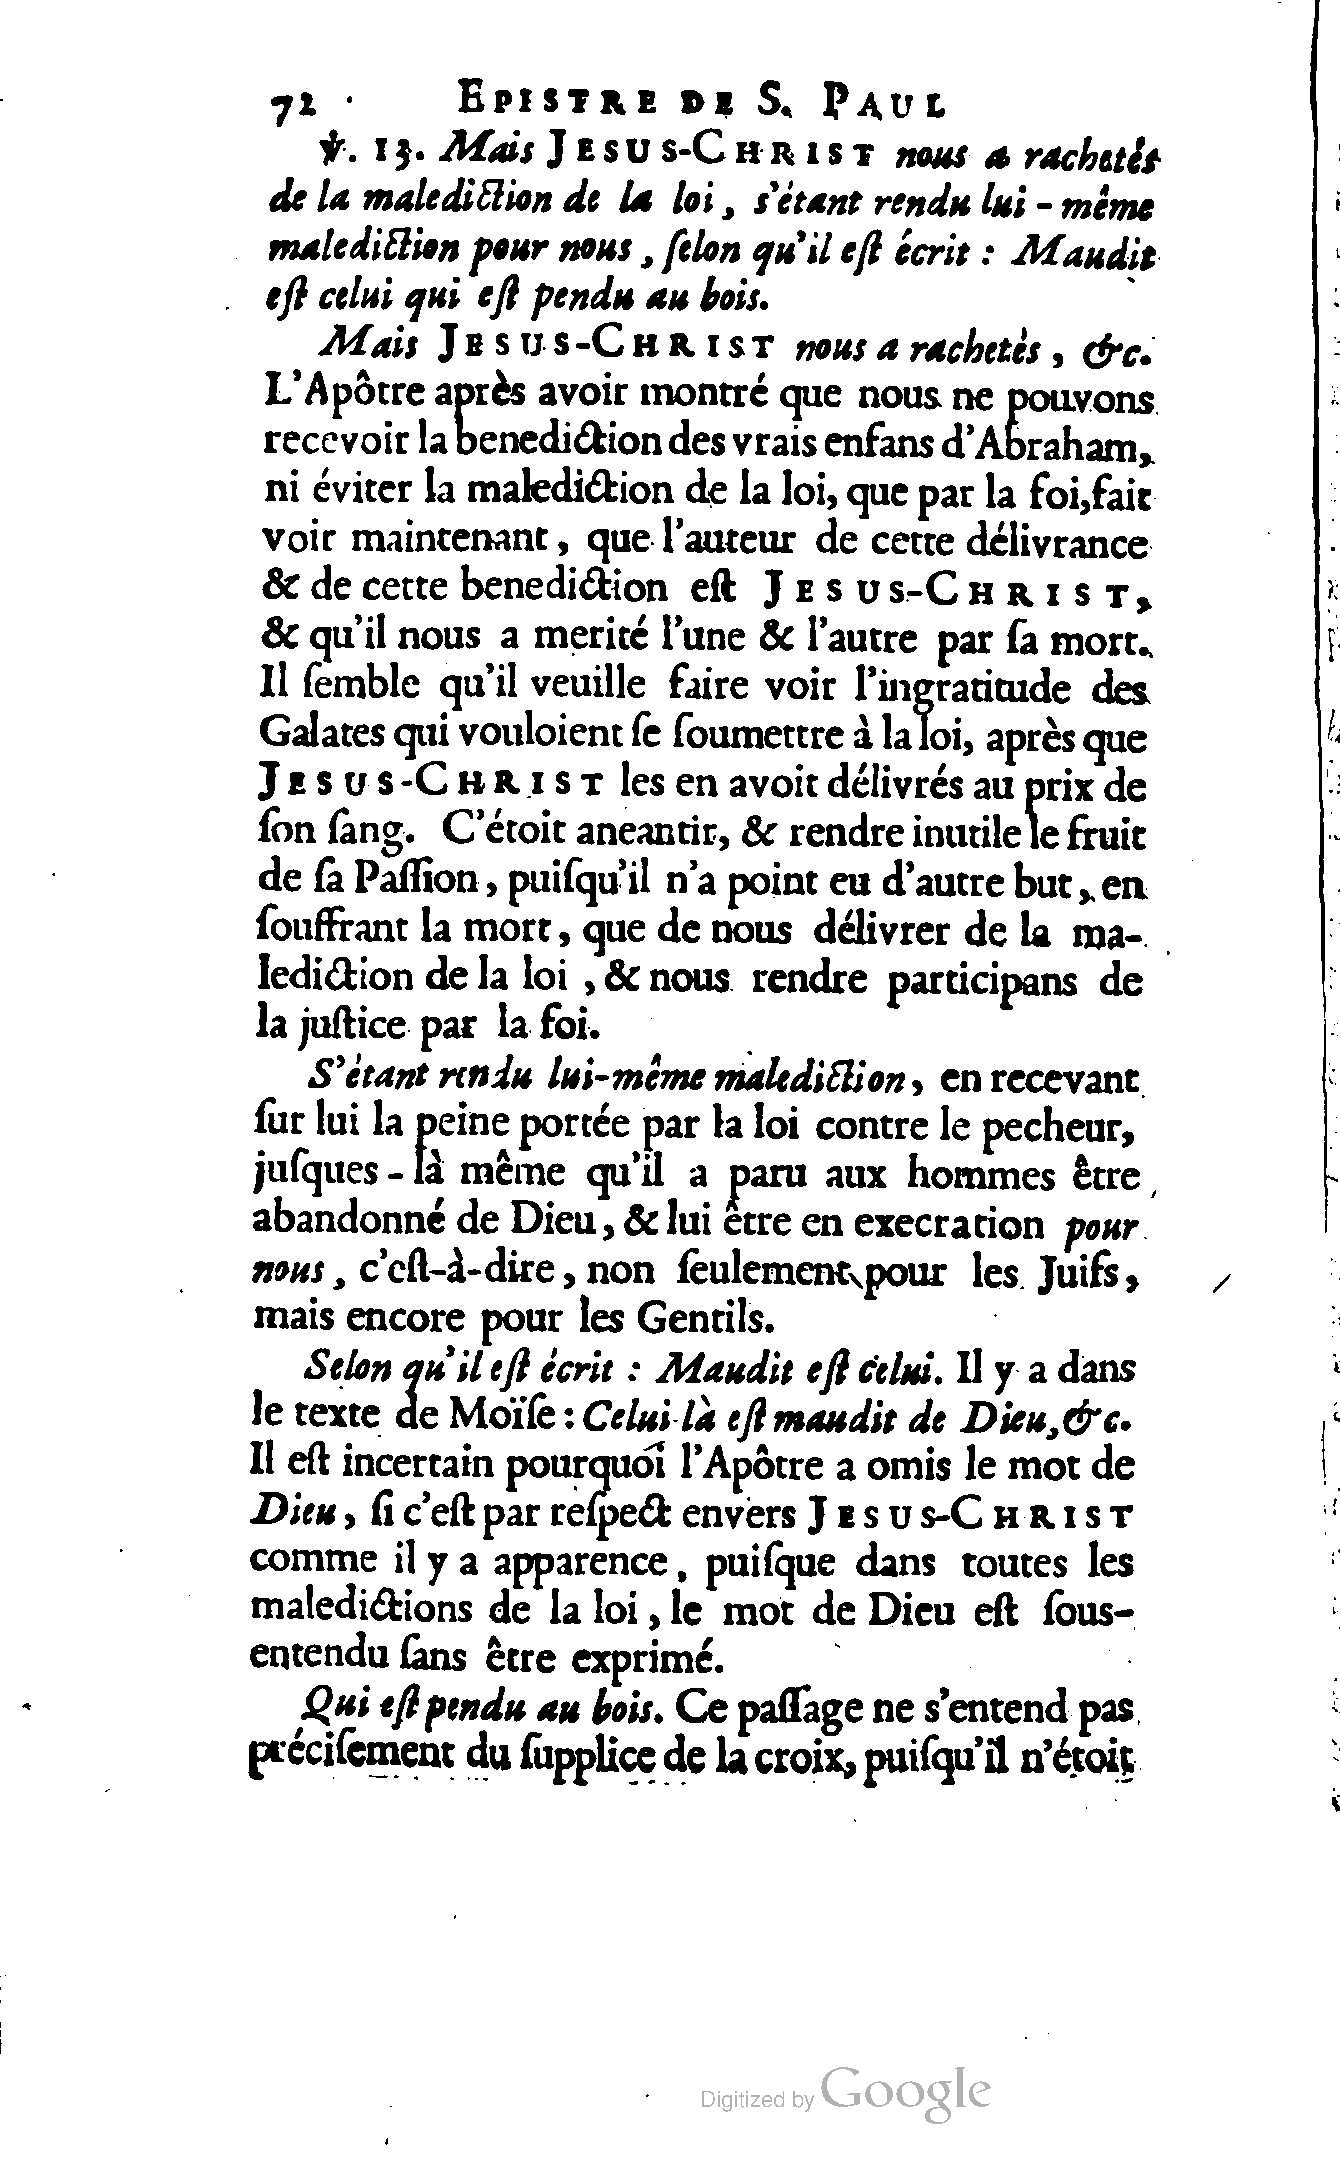 72 EPISTRE DE S. PAUL
℣. 13. Mais JESUS-CHRIST nous a rachetés
de la malediction de la loi, s'étant rendu lui-même
malediction pour nous, ſelon qu'il eſt écrit : Maudit
eſt celui qui eſt pendu au bois.
Mais JESUS-CHRIST nous a rachetès, &c.
L'Apôtre après avoir montré que nous ne pouvons
recevoir la benediction des vrais enfans d'Abraham,
ni éviter la malediction de la loi, que par la foi, fait
voir maintenant, que l'auteur de cette délivrance
& de cette benediction eſt JESUS-CHRIST,
& qu'il nous a merité l'une & l'autre par ſa mort.
Il ſemble qu'il veuille faire voir l'ingratitude des
Galates qui vouloient ſe ſoumettre à la loi, après que
JESUS-CHRIST les en avoit délivrés au prix de
ſon ſang. C'étoit aneantir, & rendre inutile le fruit
de ſa Paſſion, puiſqu'il n'a point eu d'autre but, en
ſouffrant la mort, que de nous délivrer de la ma-
lediction de la loi, & nous rendre participans de
la juſtice par la foi.
S'étant rendu lui-même malediction, en recevant
ſur lui la peine portée par la loi contre le pecheur,
juſques-là même qu'il a paru aux hommes être
abandonné de Dieu, & lui être en execration pour
nous, c'eſt-à-dire, non ſeulement pour les Juifs,
mais encore pour les Gentils.
Selon qu'il eſt écrit : Maudit eſt celui. Il y a dans
le texte de Moïſe : Celui-là eſt maudit de Dieu, &c.
Il eſt incertain pourquoi l'Apôtre a omis le mot de
Dieu, ſi c'eſt par reſpect envers JESUS-CHRIST
comme il y a apparence, puiſque dans toutes les
maledictions de la loi, le mot de Dieu eſt ſous-
entendu ſans être exprimé.
Qui eſt pendu au bois. Ce paſſage ne s'entend pas
préciſement du ſupplice de la croix, puiſqu'il n'étoit
Digitized by Google